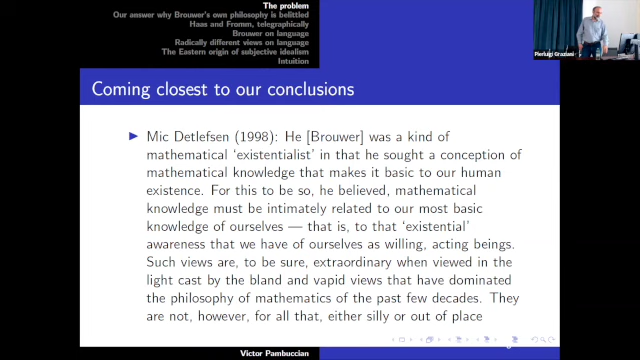 The problem
Our answer why Brouwer's own philosophy is belittled
Haas and Fromm, telegraphically
Brouwer on language
Radically different views on language
The Eastern origin of subjective idealism
Intuition
Pierluigi Graziani
Coming closest to our conclusions
Mic Detlefsen (1998): He [Brouwer] was a kind of
mathematical 'existentialist' in that he sought a conception of
mathematical knowledge that makes it basic to our human
existence. For this to be so, he believed, mathematical
knowledge must be intimately related to our most basic
knowledge of ourselves — that is, to that 'existential'
awareness that we have of ourselves as willing, acting beings.
Such views are, to be sure, extraordinary when viewed in the
light cast by the bland and vapid views that have dominated
the philosophy of mathematics of the past few decades. They
are not, however, for all that, either silly or out of place
Victor Pambuccian